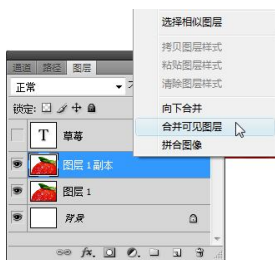 选择相似图层
拷贝图层样式
粘贴图层样式
清除图层样式
向下合并
合并可见图层
拼合图像
通道 路径 图层
正常
锁定:
T 草莓
图层 1 副本
图层 1
背景
fx.